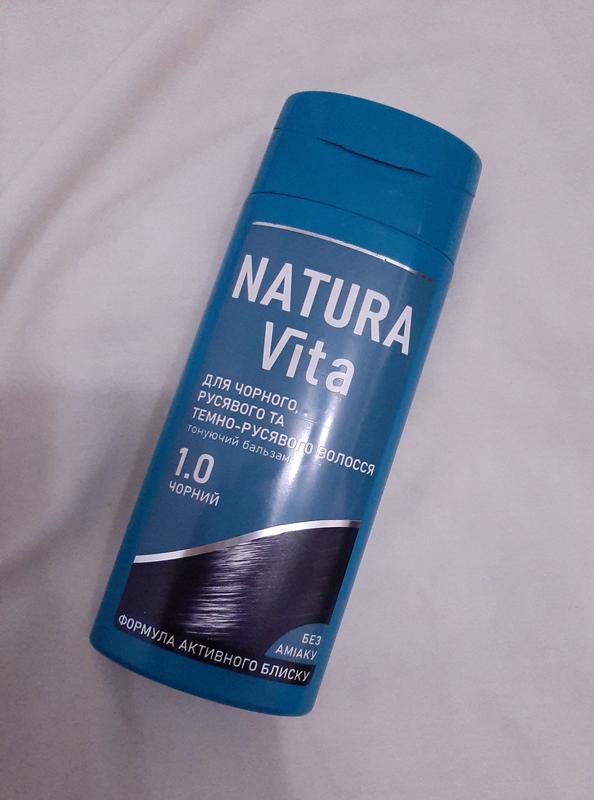 NATURA
Vita
ДЛЯ ЧОРНОГО,
РУСЯВОГО ТА
ТЕМНО-РУСЯВОГО ВОЛОССЯ
тонуючий бальзам
1.0
ЧОРНИЙ
БЕЗ
АМІАКУ
ФОРМУЛА АКТИВНОГО БЛИСКУ